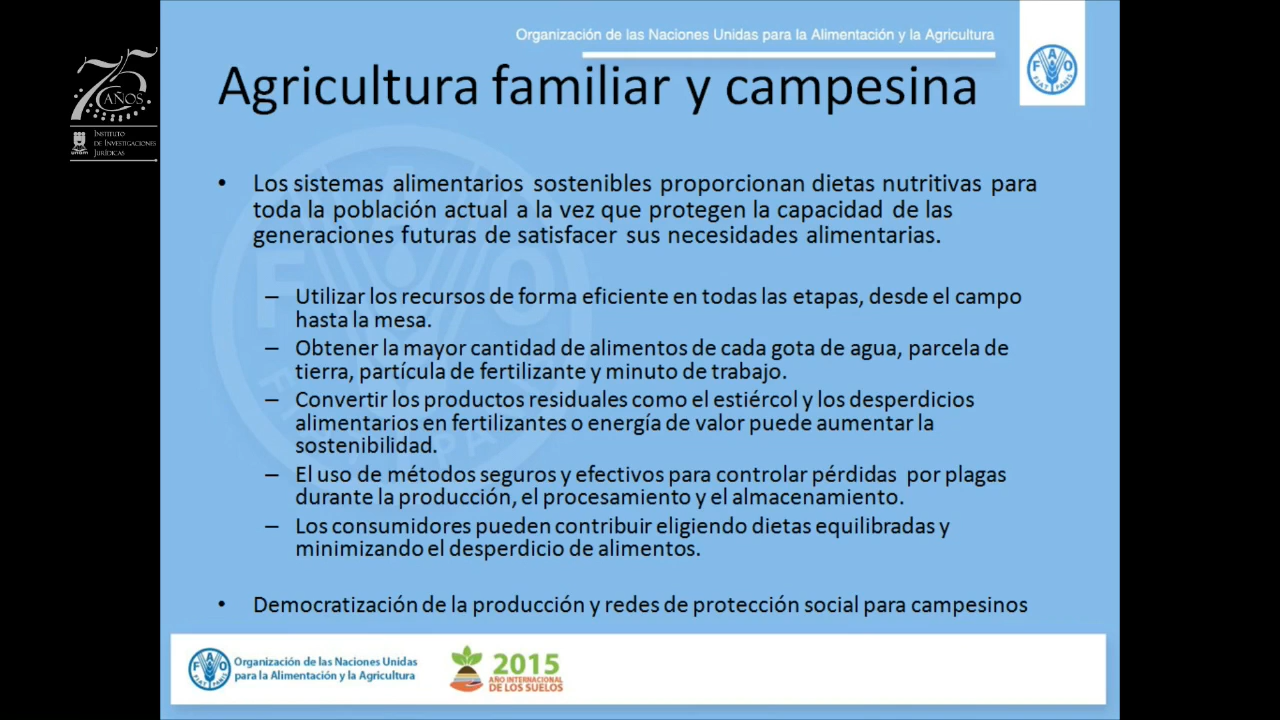 Organización de las Naciones Unidas para la Alimentación y la Agricultura
FAO
FIAT PANIS
75
AÑOS
INSTITUTO
DE INVESTIGACIONES
JURÍDICAS
UNAM
Agricultura familiar y campesina
• Los sistemas alimentarios sostenibles proporcionan dietas nutritivas para
toda la población actual a la vez que protegen la capacidad de las
generaciones futuras de satisfacer sus necesidades alimentarias.
– Utilizar los recursos de forma eficiente en todas las etapas, desde el campo
hasta la mesa.
– Obtener la mayor cantidad de alimentos de cada gota de agua, parcela de
tierra, partícula de fertilizante y minuto de trabajo.
– Convertir los productos residuales como el estiércol y los desperdicios
alimentarios en fertilizantes o energía de valor puede aumentar la
sostenibilidad.
– El uso de métodos seguros y efectivos para controlar pérdidas por plagas
durante la producción, el procesamiento y el almacenamiento.
– Los consumidores pueden contribuir eligiendo dietas equilibradas y
minimizando el desperdicio de alimentos.
• Democratización de la producción y redes de protección social para campesinos
FAO
FIAT PANIS
Organización de las Naciones Unidas
para la Alimentación y la Agricultura
2015
AÑO INTERNACIONAL
DE LOS SUELOS